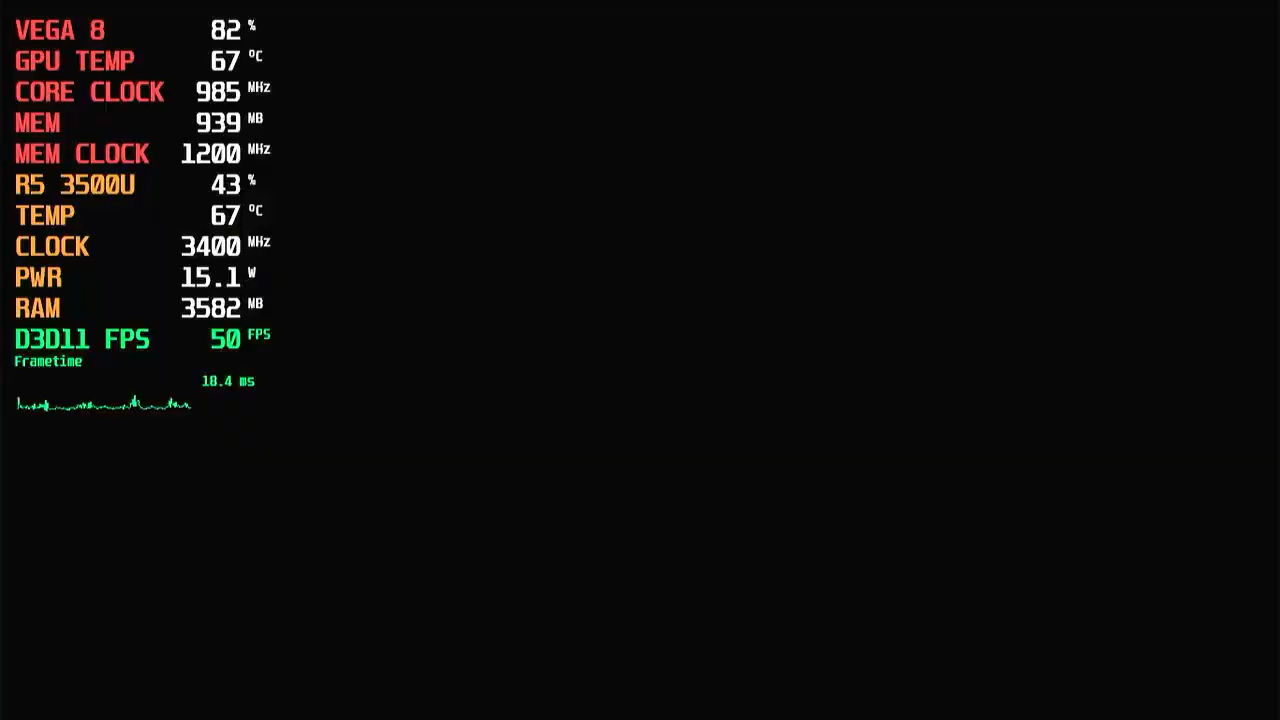 VEGA 8 82 %
GPU TEMP 67 °C
CORE CLOCK 985 MHz
MEM 939 MB
MEM CLOCK 1200 MHz
R5 3500U 43 %
TEMP 67 °C
CLOCK 3400 MHz
PWR 15.1 W
RAM 3582 MB
D3D11 FPS 50 FPS
Frametime
18.4 ms